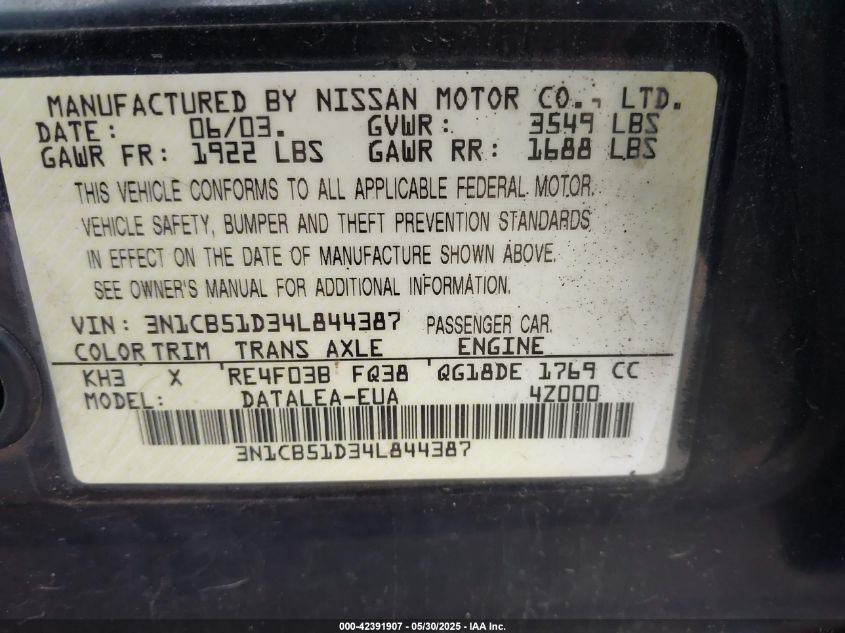 MANUFACTURED BY NISSAN MOTOR CO., LTD.
DATE: 06/03. GVWR: 3549 LBS
GAWR FR: 1922 LBS GAWR RR: 1688 LBS
THIS VEHICLE CONFORMS TO ALL APPLICABLE FEDERAL MOTOR
VEHICLE SAFETY, BUMPER AND THEFT PREVENTION STANDARDS
IN EFFECT ON THE DATE OF MANUFACTURE SHOWN ABOVE.
SEE OWNER'S MANUAL FOR ADDITIONAL INFORMATION.
VIN: 3N1CB51D34L844387 PASSENGER CAR
COLOR TRIM TRANS AXLE ENGINE
KH3 X RE4F03B FQ38 QG18DE 1769 CC
MODEL: DATALEA-EUA 4Z000
3N1CB51D34L844387
000-42391907 - 05/30/2025 - IAA Inc.